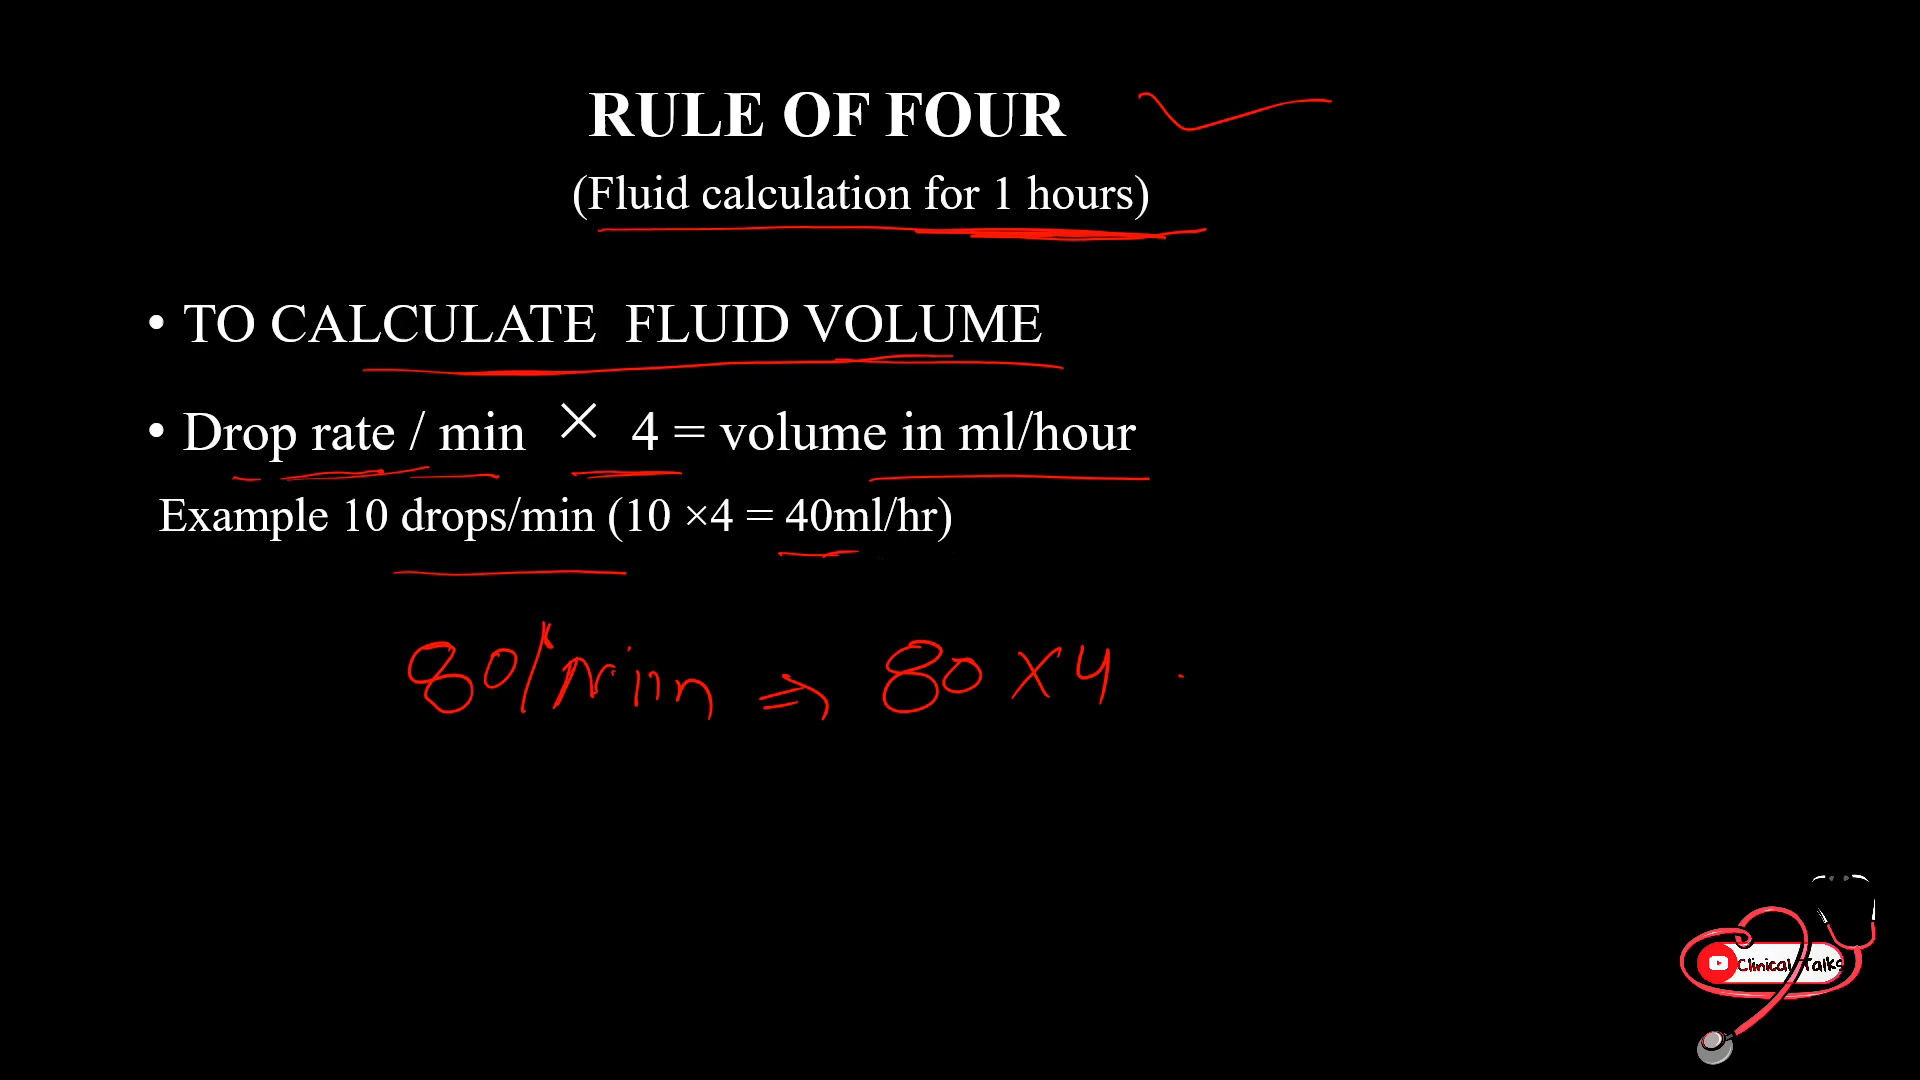 RULE OF FOUR
(Fluid calculation for 1 hours)
• TO CALCULATE FLUID VOLUME
• Drop rate / min × 4 = volume in ml/hour
Example 10 drops/min (10 ×4 = 40ml/hr)
80/min ⇒ 80 × 4
Clinical Talks